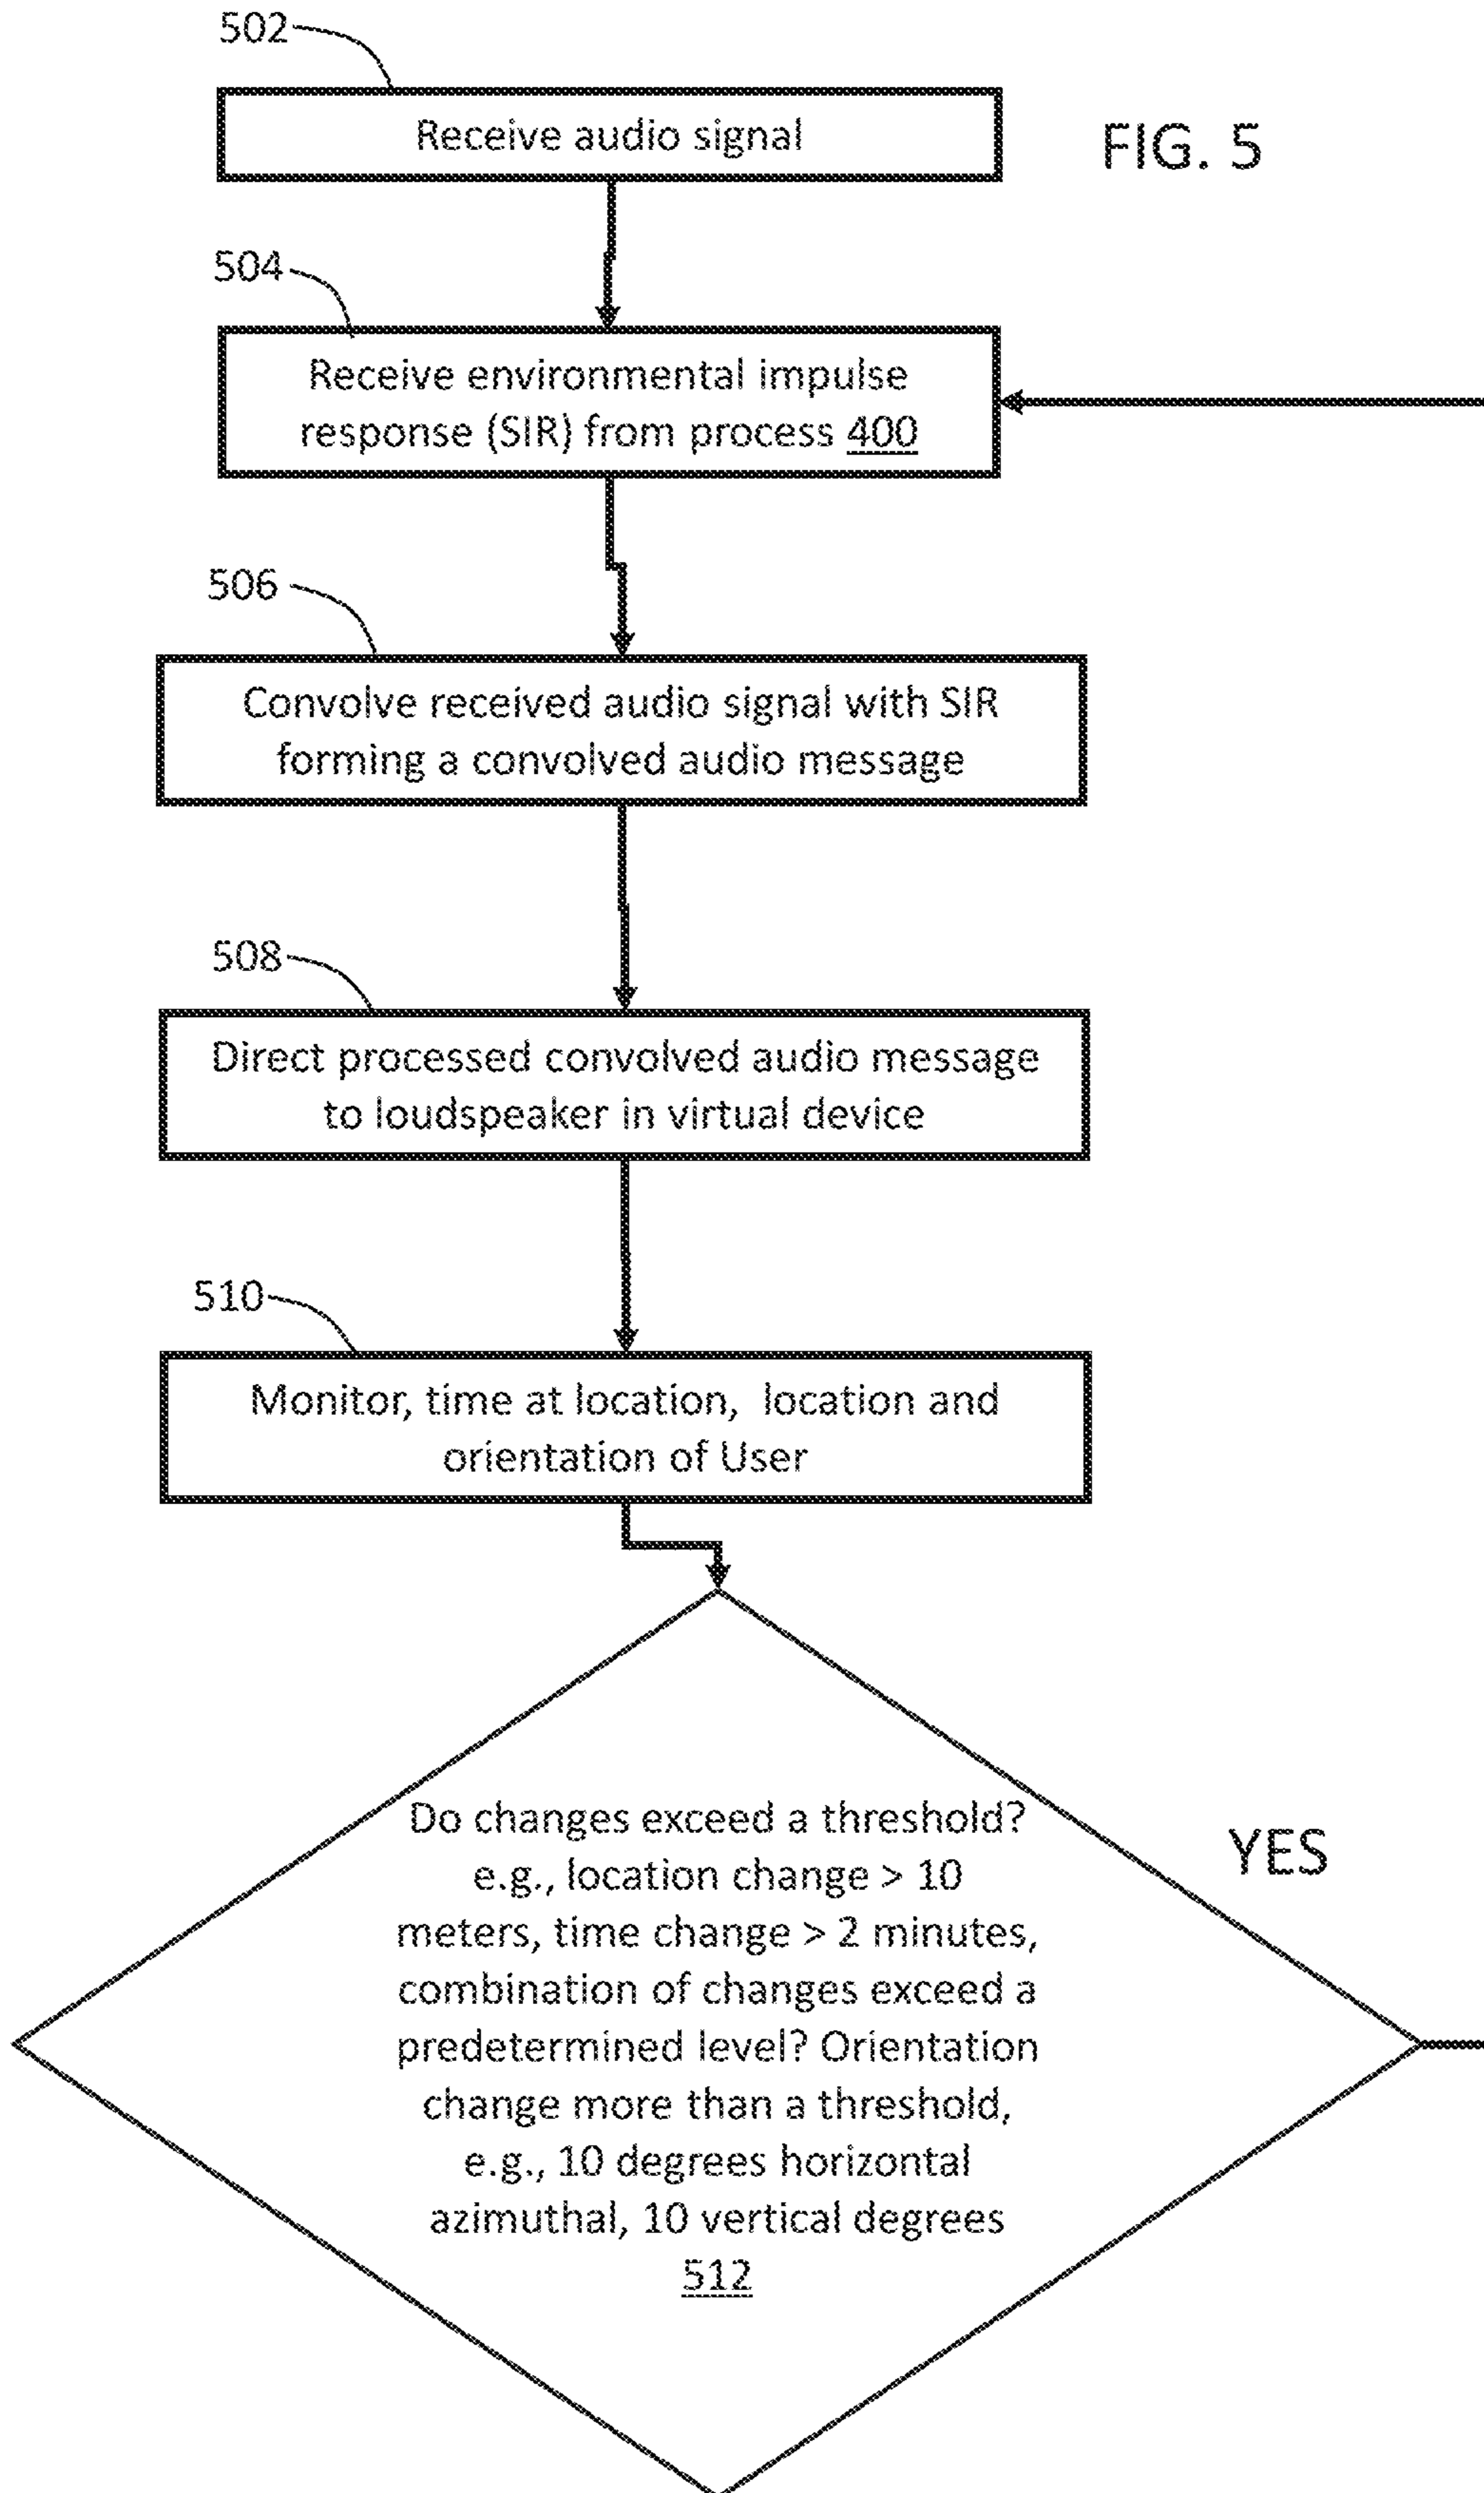 502
Receive audio signal
FIG. 5
504
Receive environmental impulse
response (SIR) from process 400
506
Convolve received audio signal with SIR
forming a convolved audio message
508
Direct processed convolved audio message
to loudspeaker in virtual device
510
Monitor, time at location, location and
orientation of User
Do changes exceed a threshold?
e.g., location change > 10
meters, time change > 2 minutes,
combination of changes exceed a
predetermined level? Orientation
change more than a threshold,
e.g., 10 degrees horizontal
azimuthal, 10 vertical degrees
512
YES